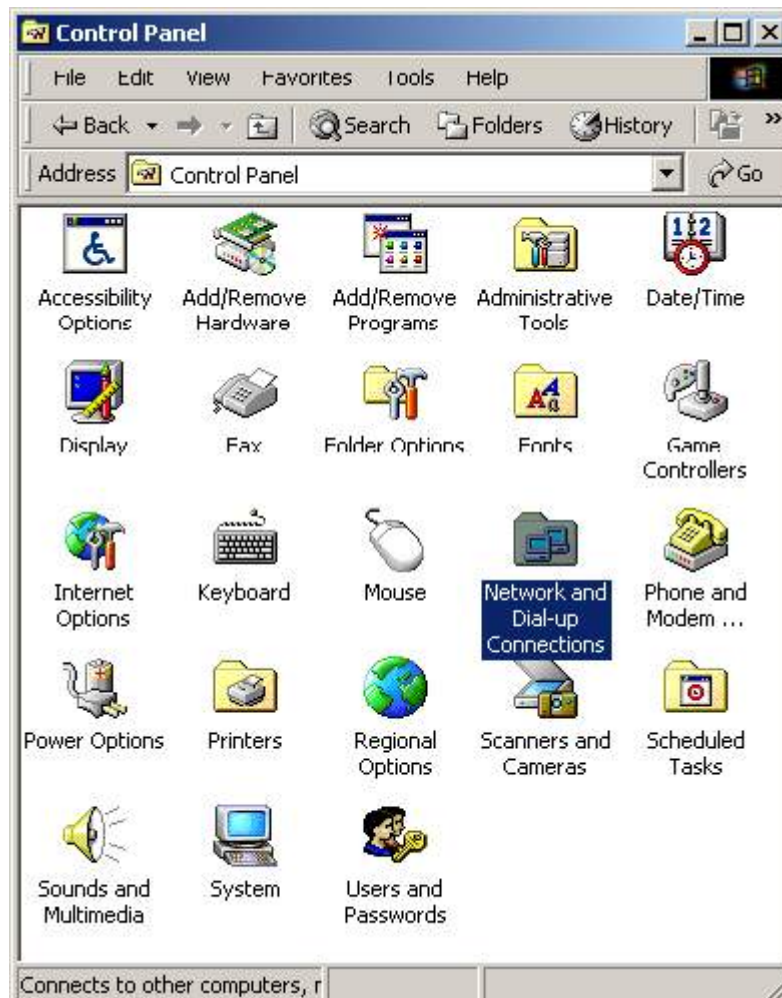 Control Panel
File Edit View Favorites Tools Help
Back Search Folders History »
Address Control Panel Go
Accessibility Options
Add/Remove Hardware
Add/Remove Programs
Administrative Tools
Date/Time
Display
Fax
Folder Options
Fonts
Game Controllers
Internet Options
Keyboard
Mouse
Network and Dial-up Connections
Phone and Modem ...
Power Options
Printers
Regional Options
Scanners and Cameras
Scheduled Tasks
Sounds and Multimedia
System
Users and Passwords
Connects to other computers, r